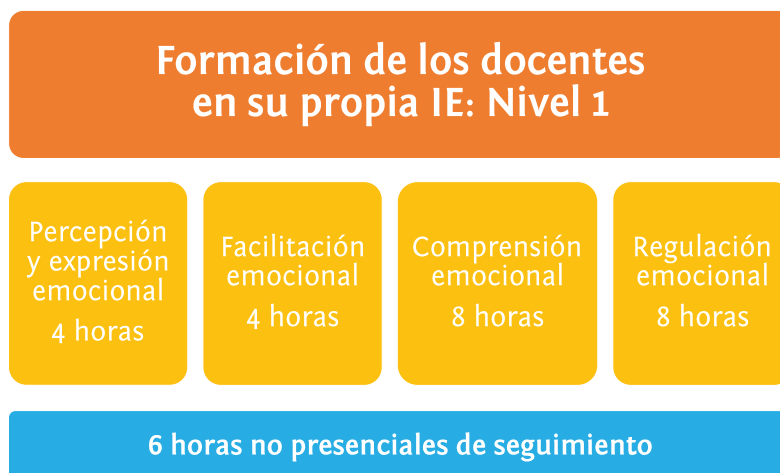 Formación de los docentes
en su propia IE: Nivel 1
Percepción
y expresión
emocional
4 horas
Facilitación
emocional
4 horas
Comprensión
emocional
8 horas
Regulación
emocional
8 horas
6 horas no presenciales de seguimiento